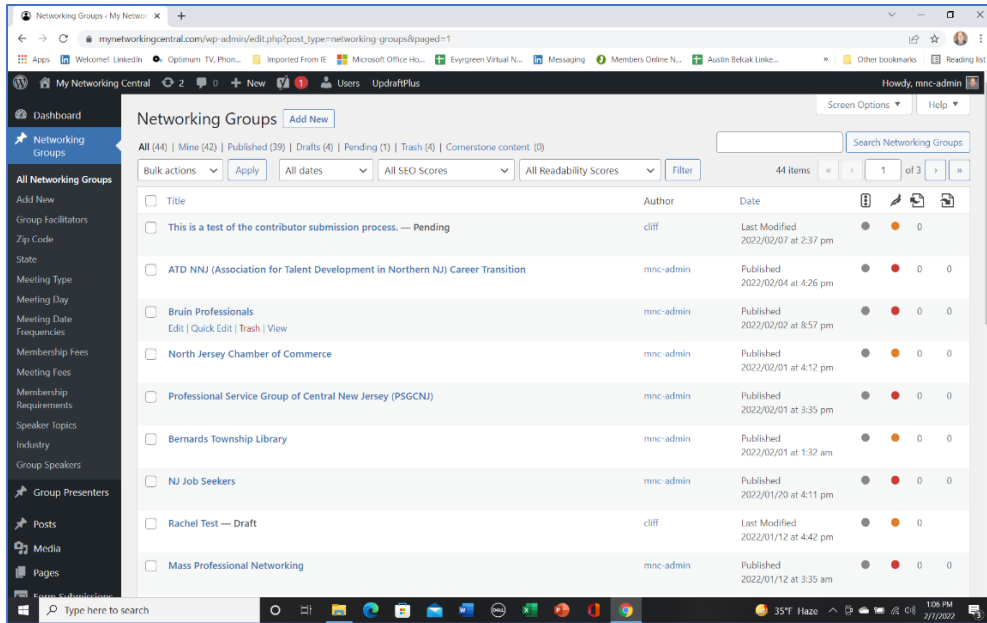 Networking Groups ‹ My Networ
mynetworkingcentral.com/wp-admin/edit.php?post_type=networking-groups&paged=1
Apps Welcome! LinkedIn Optimum TV, Phon... Imported From IE Microsoft Office Ho... Evyrgreen Virtual N... Messaging Members Online N... Austin Belcak Linke... » Other bookmarks Reading list
My Networking Central 2 0 + New 1 Users UpdraftPlus Howdy, mnc-admin
Screen Options ▼ Help ▼
Dashboard
Networking
Groups
All Networking Groups
Add New
Group Facilitators
Zip Code
State
Meeting Type
Meeting Day
Meeting Date
Frequencies
Membership Fees
Meeting Fees
Membership
Requirements
Speaker Topics
Industry
Group Speakers
Group Presenters
Posts
Media
Pages
Form Submissions
Networking Groups Add New
All (44) | Mine (42) | Published (39) | Drafts (4) | Pending (1) | Trash (4) | Cornerstone content (0)
Search Networking Groups
Bulk actions Apply All dates All SEO Scores All Readability Scores Filter 44 items « ‹ 1 of 3 › »
Title Author Date
This is a test of the contributor submission process. — Pending cliff Last Modified 0
2022/02/07 at 2:37 pm
ATD NNJ (Association for Talent Development in Northern NJ) Career Transition mnc-admin Published 0 0
2022/02/04 at 4:26 pm
Bruin Professionals mnc-admin Published 0 0
Edit | Quick Edit | Trash | View 2022/02/02 at 8:57 pm
North Jersey Chamber of Commerce mnc-admin Published 0 0
2022/02/01 at 4:12 pm
Professional Service Group of Central New Jersey (PSGCNJ) mnc-admin Published 0 0
2022/02/01 at 3:35 pm
Bernards Township Library mnc-admin Published 0 0
2022/02/01 at 1:32 am
NJ Job Seekers mnc-admin Published 0 0
2022/01/20 at 4:11 pm
Rachel Test — Draft cliff Last Modified 0
2022/01/12 at 4:42 pm
Mass Professional Networking mnc-admin Published 0 0
2022/01/12 at 3:35 am
Type here to search DELL 35°F Haze 1:06 PM
2/7/2022 3